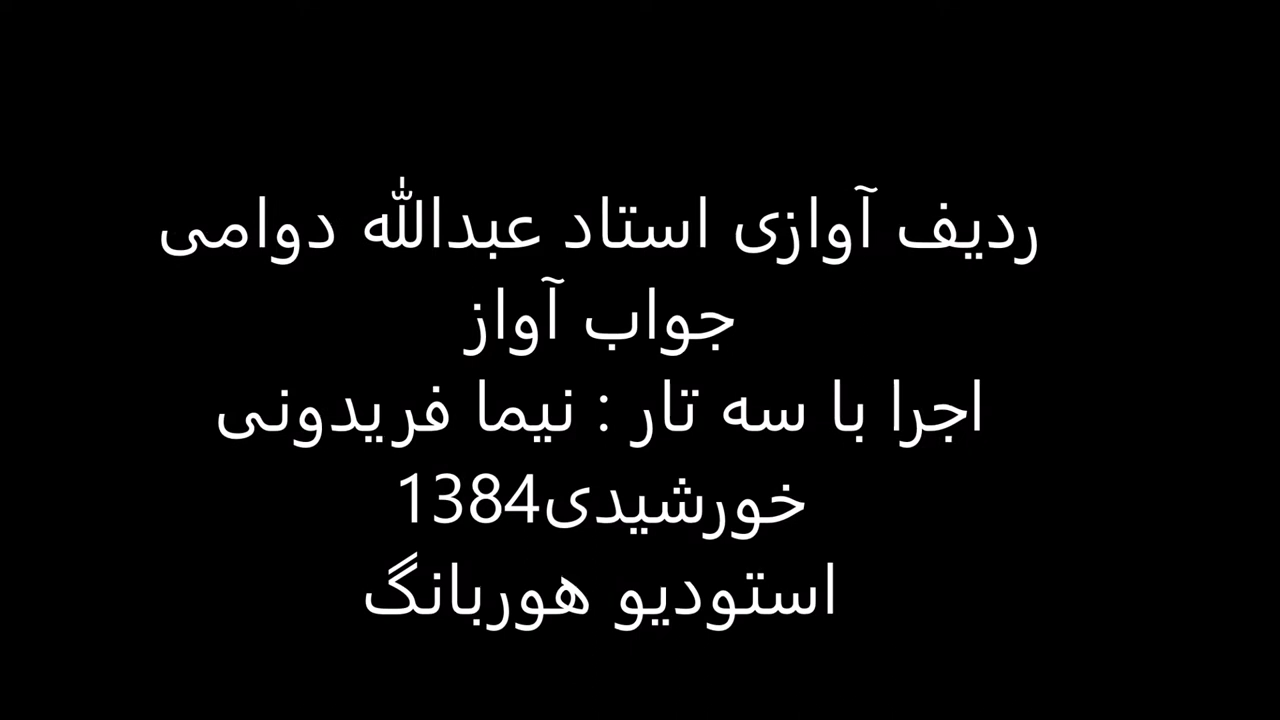 ردیف آوازی استاد عبدالله دوامی
جواب آواز
اجرا با سه تار : نیما فریدونی
خورشیدی1384
استودیو هوربانگ